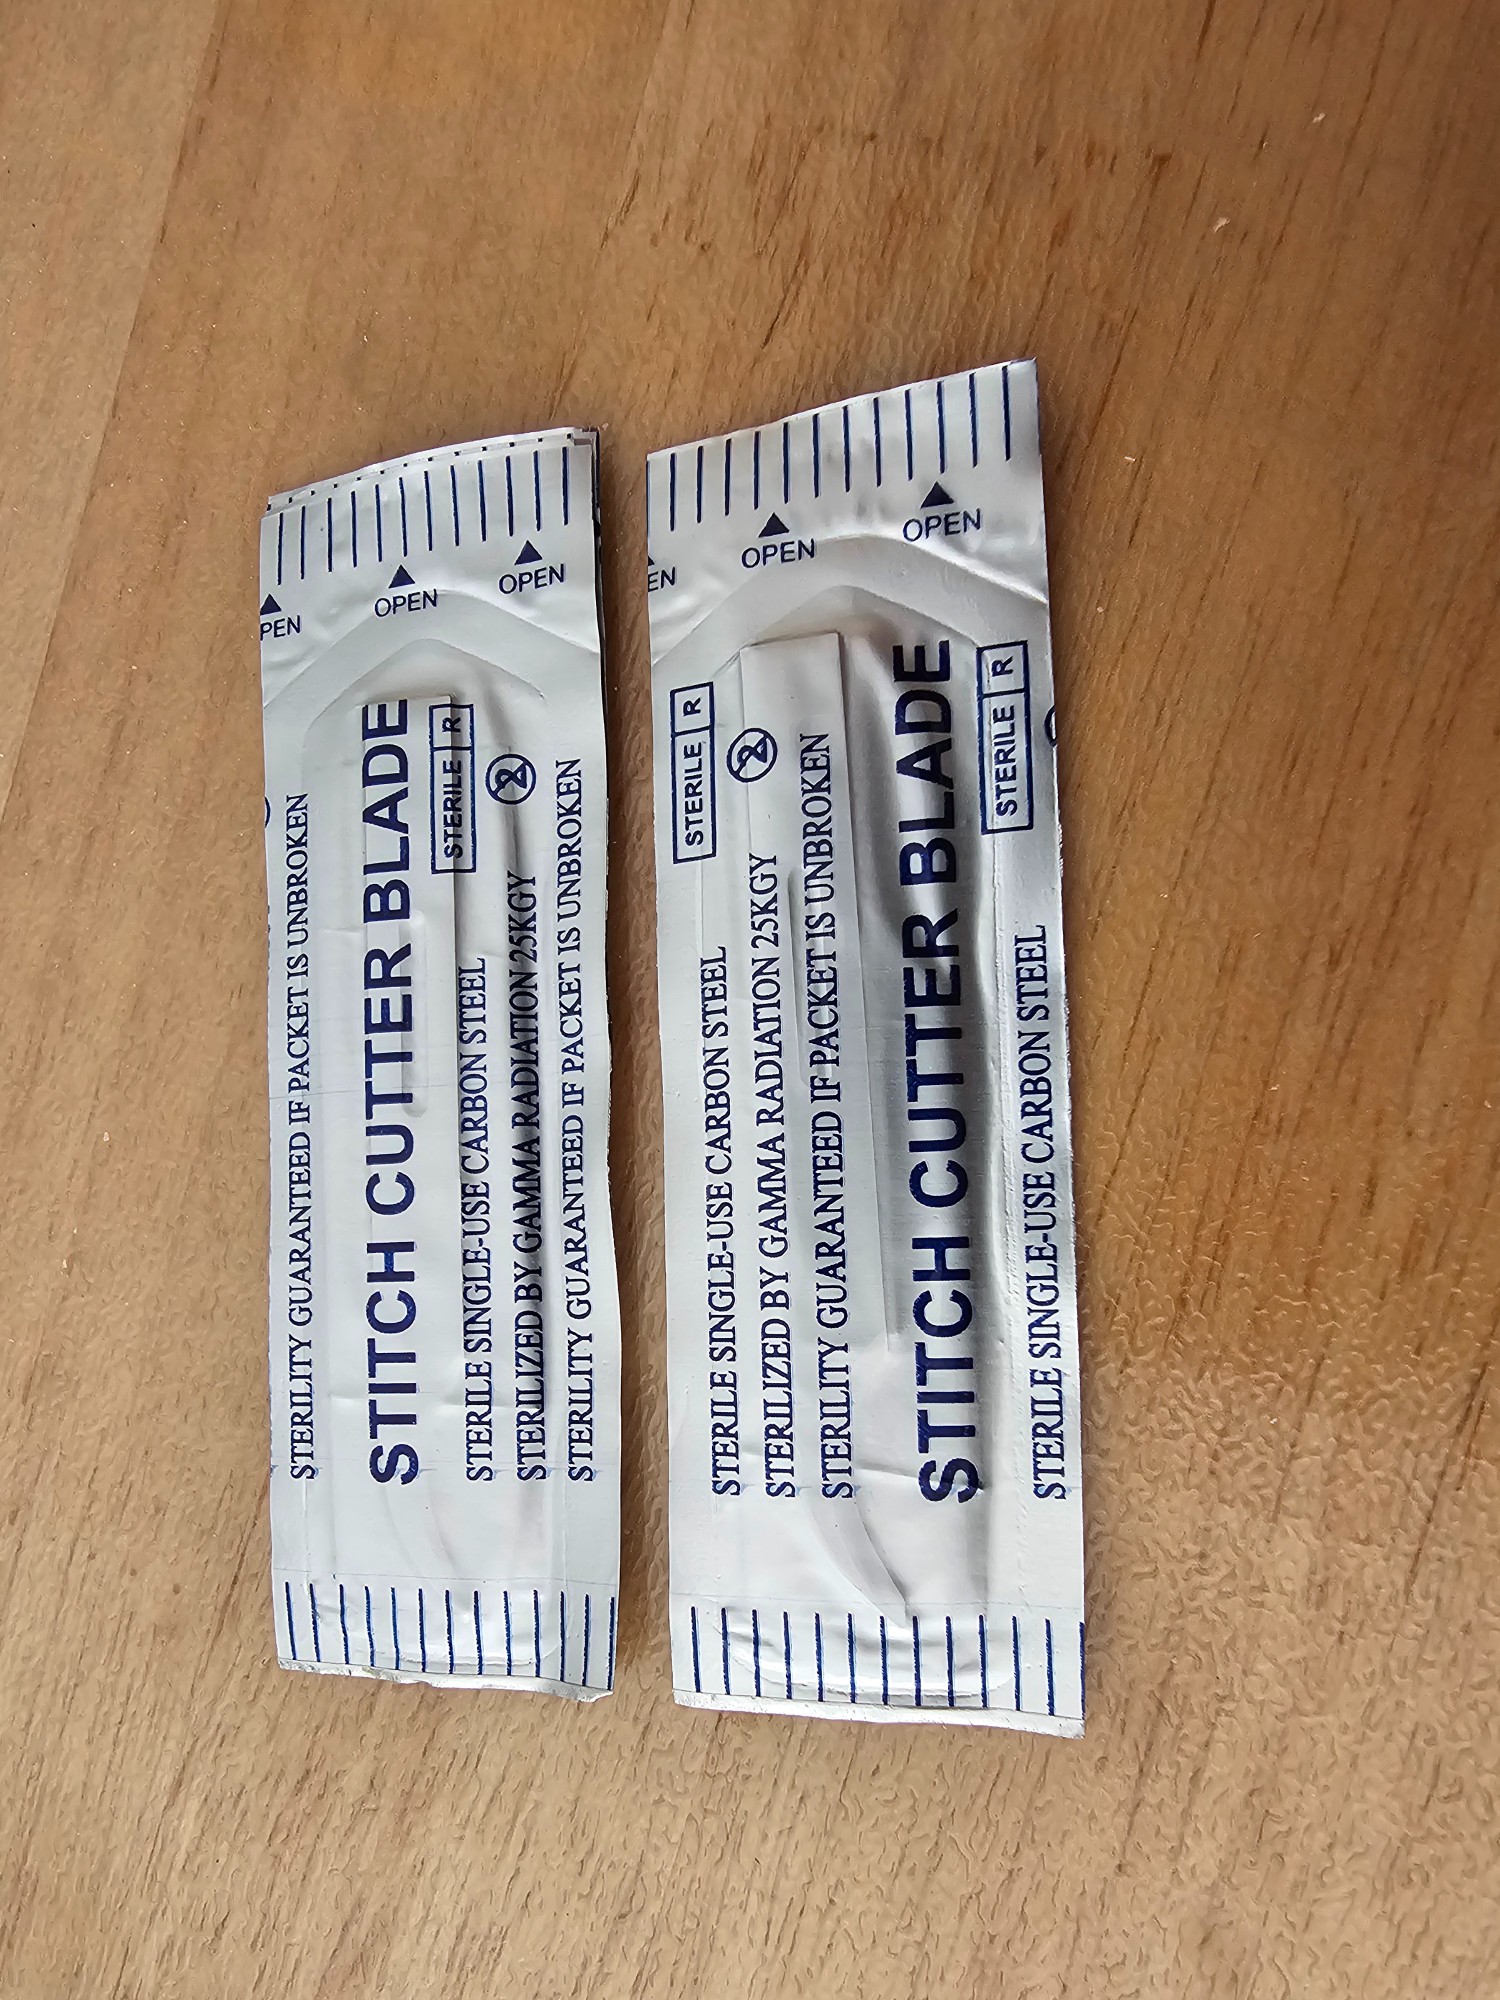 PEN
OPEN
OPEN
STERILITY GUARANTEED IF PACKET IS UNBROKEN
STITCH CUTTER BLADE
STERILE R
STERILE SINGLE-USE CARBON STEEL
2
STERILIZED BY GAMMA RADIATION 25KGY
STERILITY GUARANTEED IF PACKET IS UNBROKEN
EN
OPEN
OPEN
STERILE R
STERILE SINGLE-USE CARBON STEEL
2
STERILIZED BY GAMMA RADIATION 25KGY
STERILITY GUARANTEED IF PACKET IS UNBROKEN
STITCH CUTTER BLADE
STERILE R
STERILE SINGLE-USE CARBON STEEL